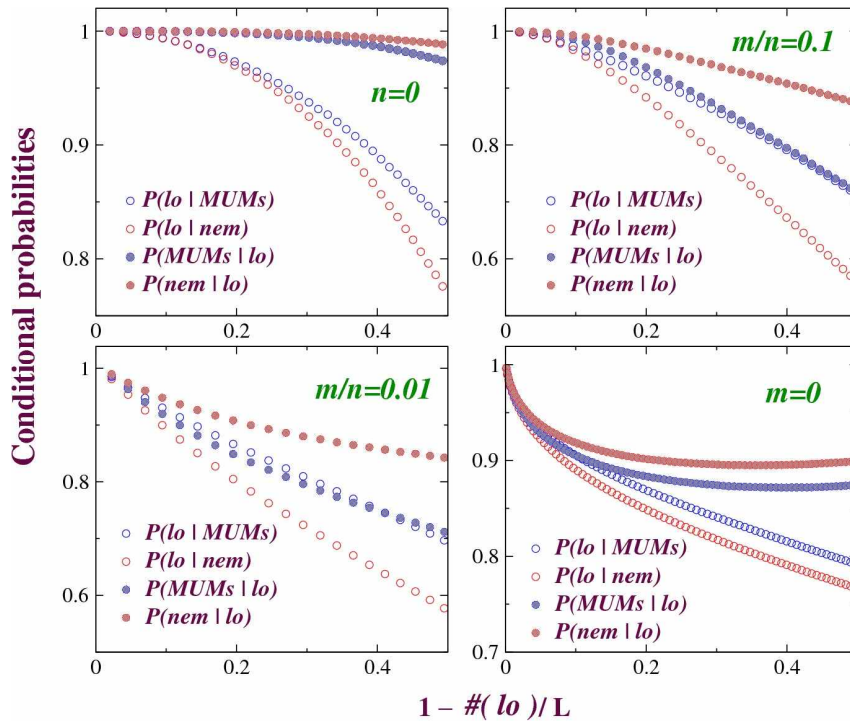 Conditional probabilities
1
0.9
0.8
0
0.2
0.4
n=0
P(lo | MUMs)
P(lo | nem)
P(MUMs | lo)
P(nem | lo)
1
0.8
0.6
0
0.2
0.4
m/n=0.1
P(lo | MUMs)
P(lo | nem)
P(MUMs | lo)
P(nem | lo)
1
0.8
0.6
0
0.2
0.4
m/n=0.01
P(lo | MUMs)
P(lo | nem)
P(MUMs | lo)
P(nem | lo)
1
0.9
0.8
0.7
0
0.2
0.4
m=0
P(lo | MUMs)
P(lo | nem)
P(MUMs | lo)
P(nem | lo)
1 − #( lo )/ L